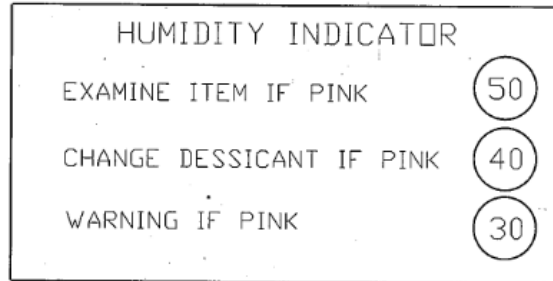 HUMIDITY INDICATOR
EXAMINE ITEM IF PINK 50
CHANGE DESSICANT IF PINK 40
WARNING IF PINK 30